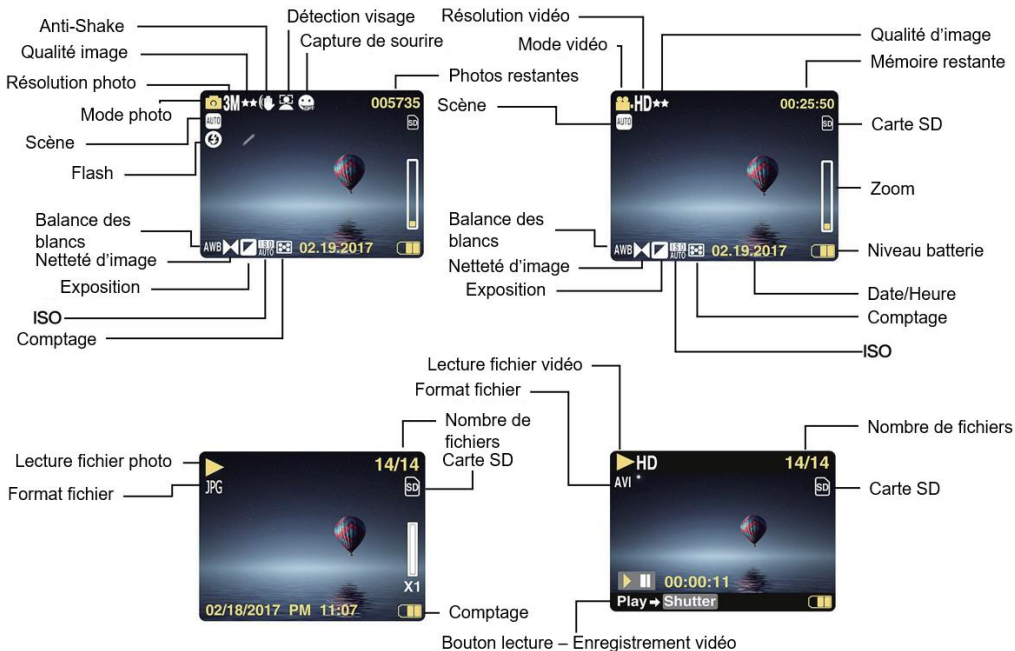 Anti-Shake
Qualité image
Résolution photo
Mode photo
Scène
Flash
Balance des
blancs
Netteté d'image
Exposition
ISO
Comptage
Détection visage
Capture de sourire
Photos restantes
3M
OFF
005735
AUTO
SD
AWB
ISO
AUTO
02.19.2017
Résolution vidéo
Mode vidéo
Scène
Balance des
blancs
Netteté d'image
Exposition
HD
00:25:50
AUTO
SD
AWB
ISO
AUTO
02.19.2017
Qualité d'image
Mémoire restante
Carte SD
Zoom
Niveau batterie
Date/Heure
Comptage
ISO
Lecture fichier photo
Format fichier
14/14
JPG
SD
X1
02/18/2017 PM 11:07
Nombre de
fichiers
Carte SD
Comptage
Lecture fichier vidéo
Format fichier
HD
14/14
AVI
SD
00:00:11
Play → Shutter
Nombre de fichiers
Carte SD
Bouton lecture – Enregistrement vidéo